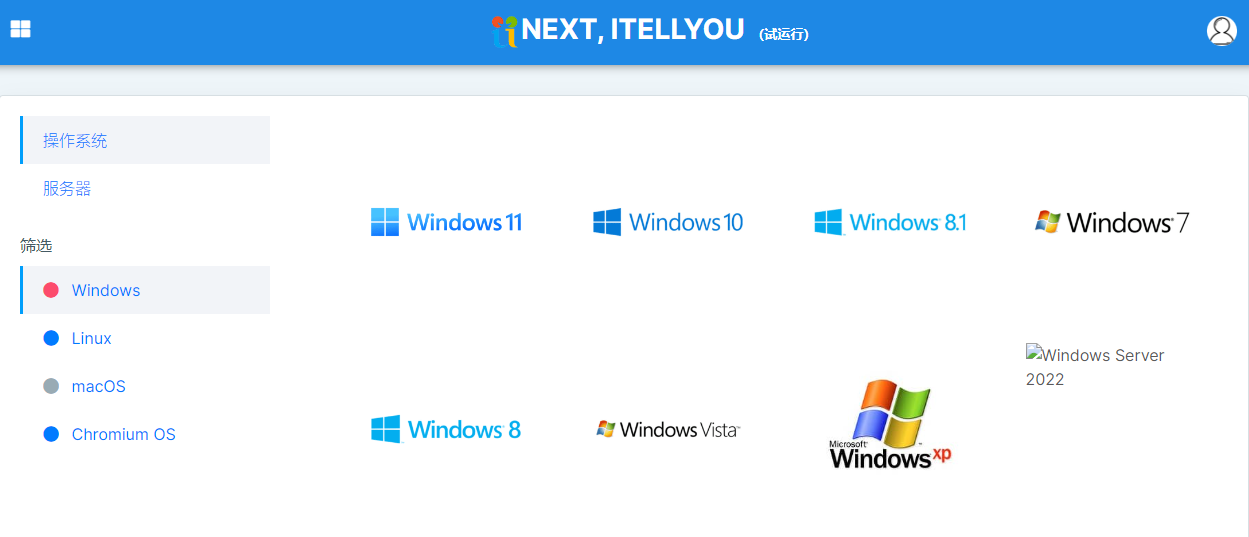 NEXT, ITELLYOU (试运行)
操作系统
服务器
筛选
Windows
Linux
macOS
Chromium OS
Windows 11
Windows 10
Windows 8.1
Windows 7
Windows 8
Windows Vista™
Microsoft
Windows xp
Windows Server
2022